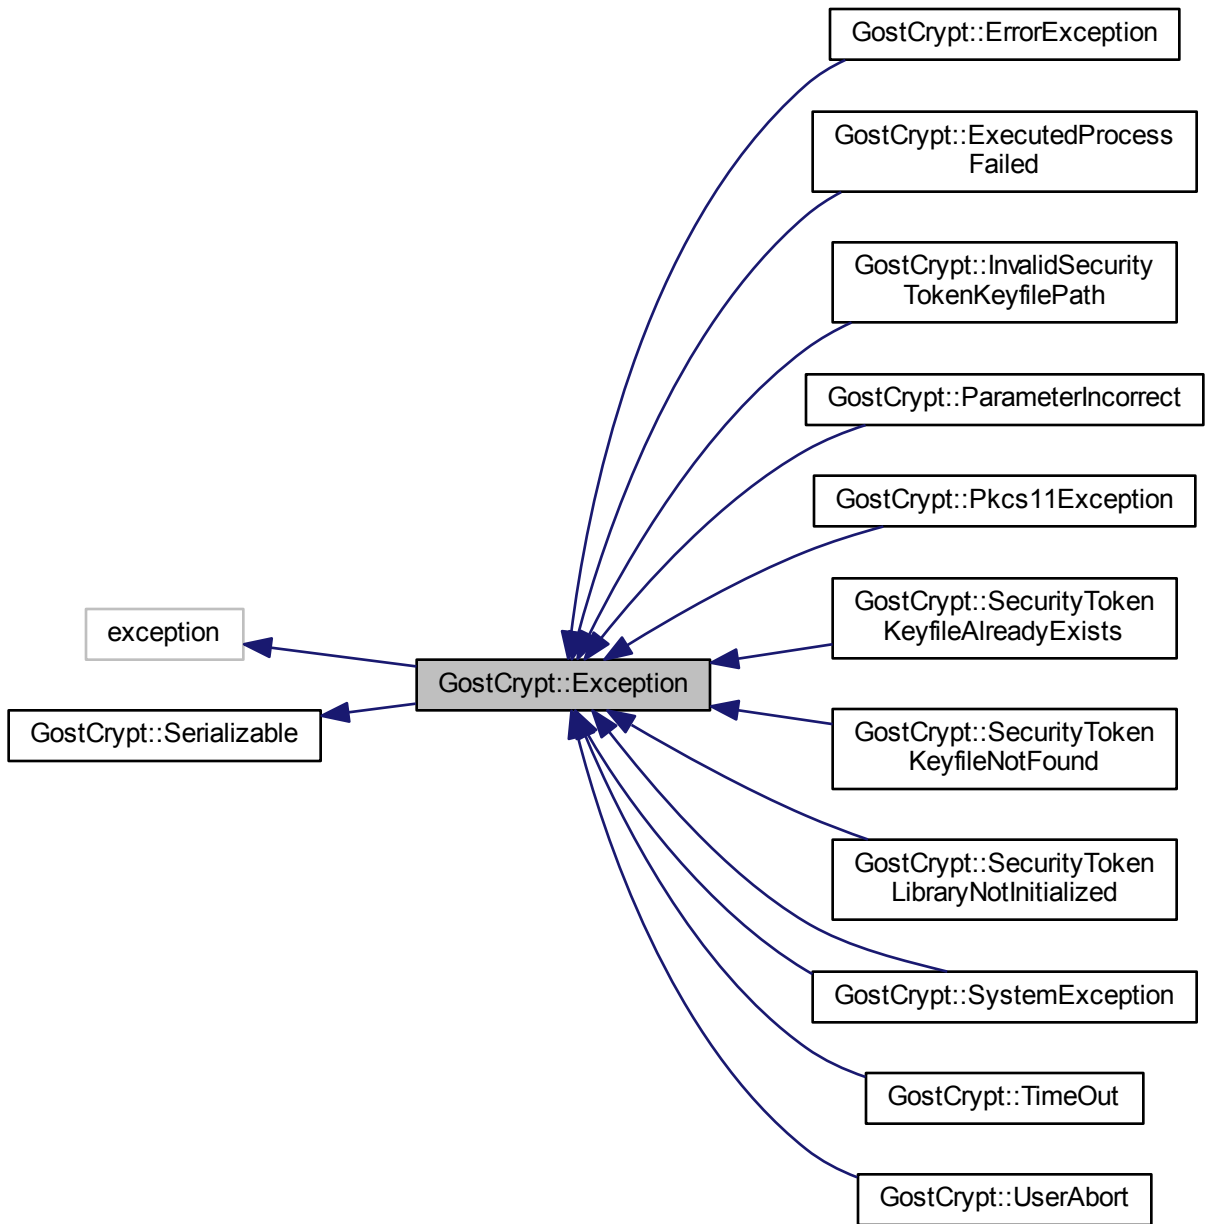 GostCrypt::ErrorException
GostCrypt::ExecutedProcess
Failed
GostCrypt::InvalidSecurity
TokenKeyfilePath
GostCrypt::ParameterIncorrect
GostCrypt::Pkcs11Exception
GostCrypt::SecurityToken
KeyfileAlreadyExists
exception
GostCrypt::Exception
GostCrypt::Serializable
GostCrypt::SecurityToken
KeyfileNotFound
GostCrypt::SecurityToken
LibraryNotInitialized
GostCrypt::SystemException
GostCrypt::TimeOut
GostCrypt::UserAbort